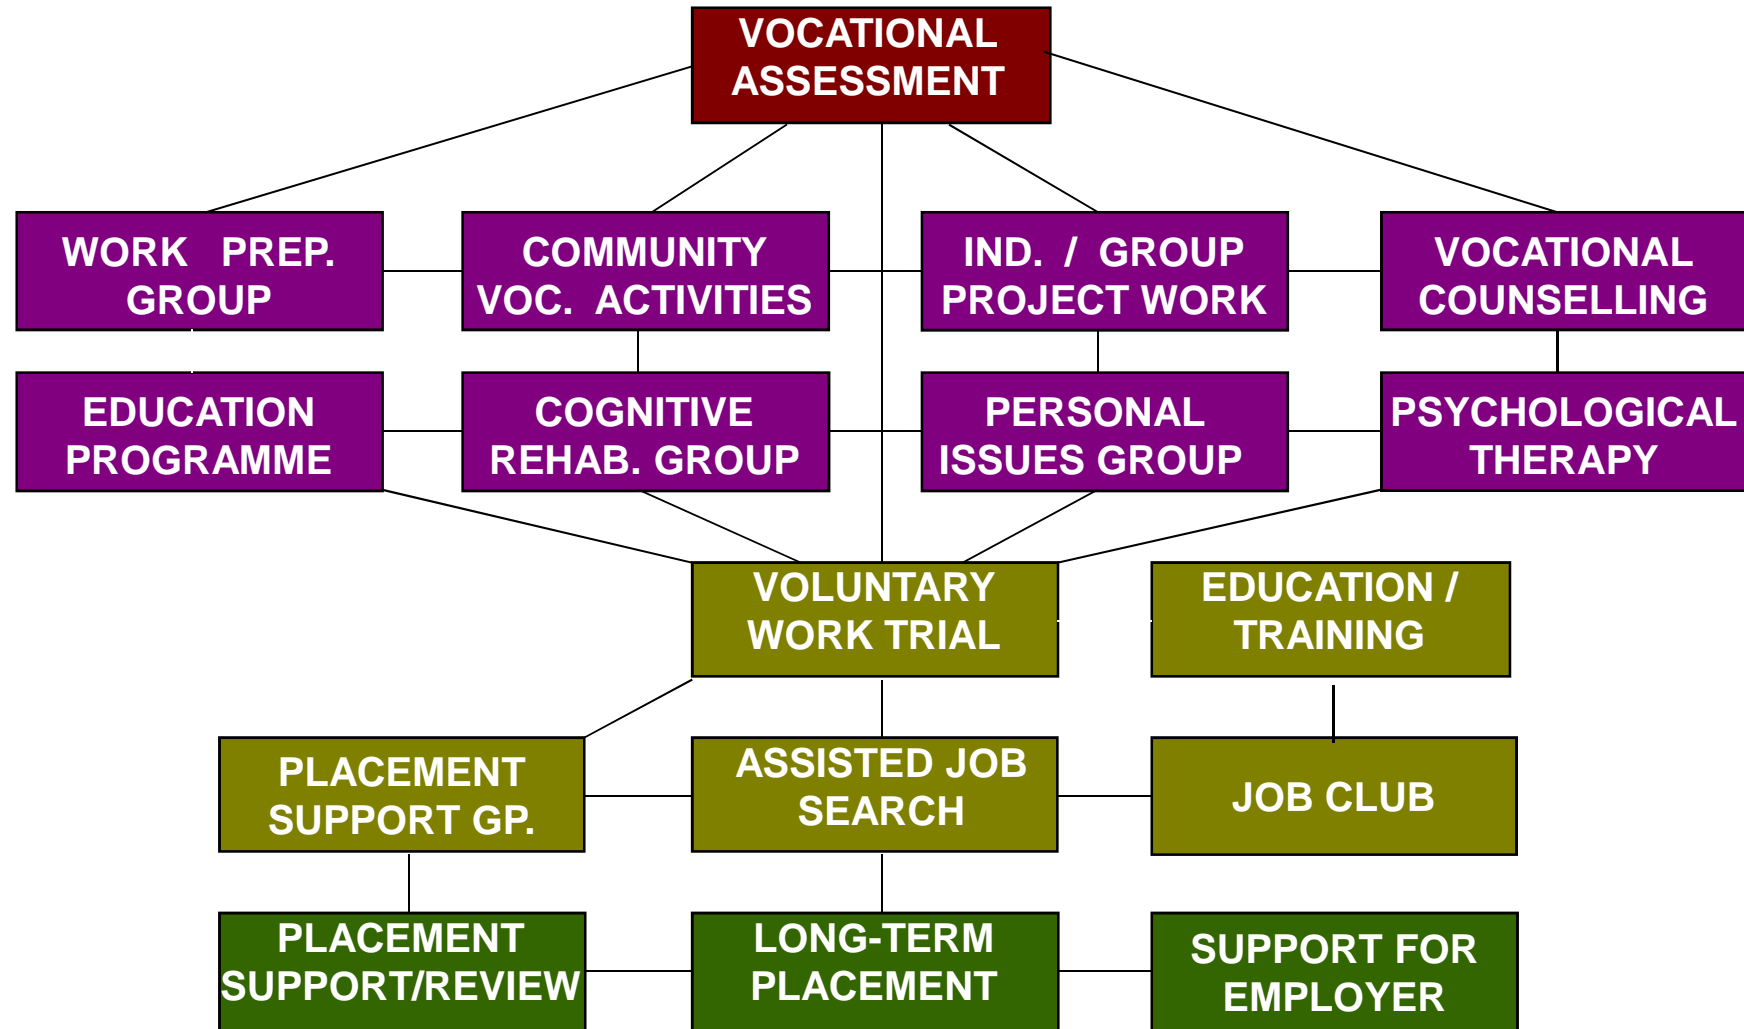 VOCATIONAL
ASSESSMENT
WORK PREP.
GROUP
COMMUNITY
VOC. ACTIVITIES
IND. / GROUP
PROJECT WORK
VOCATIONAL
COUNSELLING
EDUCATION
PROGRAMME
COGNITIVE
REHAB. GROUP
PERSONAL
ISSUES GROUP
PSYCHOLOGICAL
THERAPY
VOLUNTARY
WORK TRIAL
EDUCATION /
TRAINING
PLACEMENT
SUPPORT GP.
ASSISTED JOB
SEARCH
JOB CLUB
PLACEMENT
SUPPORT/REVIEW
LONG-TERM
PLACEMENT
SUPPORT FOR
EMPLOYER